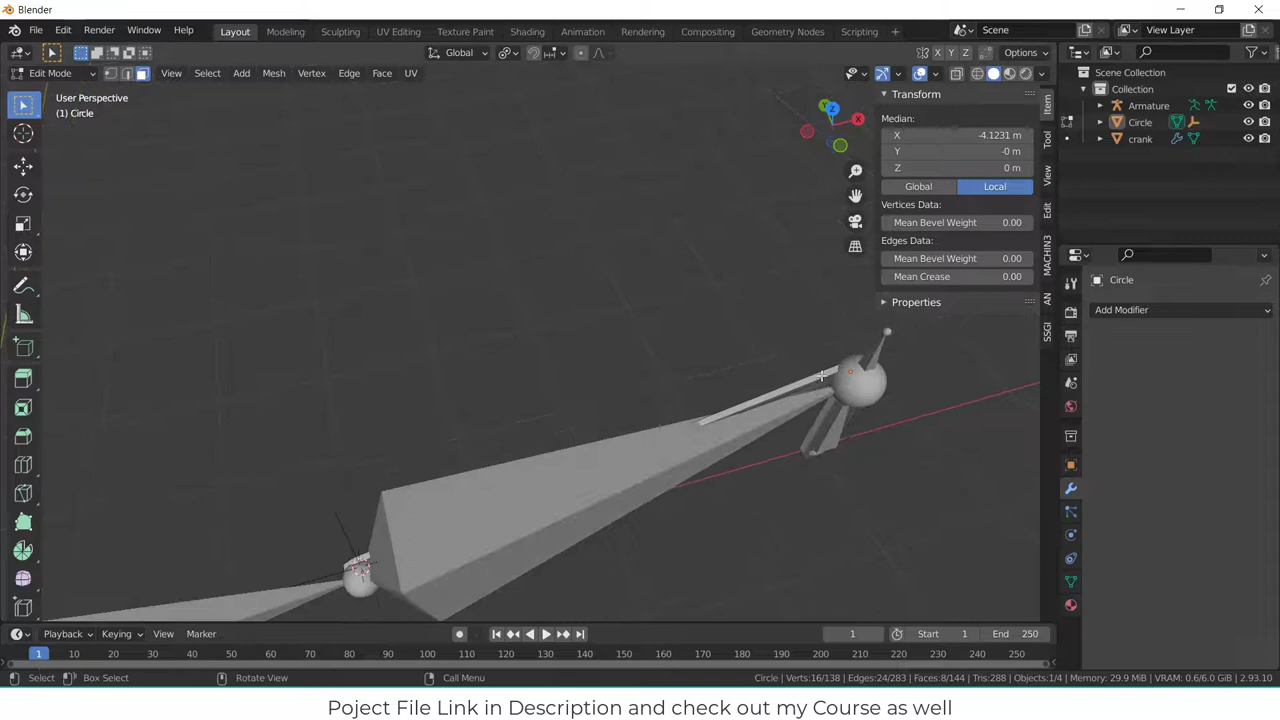 Blender
File Edit Render Window Help Layout Modeling Sculpting UV Editing Texture Paint Shading Animation Rendering Compositing Geometry Nodes Scripting + Scene View Layer
Global X Y Z Options
Edit Mode View Select Add Mesh Vertex Edge Face UV
User Perspective
(1) Circle
Transform
Median:
X -4.1231 m
Y -0 m
Z 0 m
Global Local
Vertices Data:
Mean Bevel Weight 0.00
Edges Data:
Mean Bevel Weight 0.00
Mean Crease 0.00
Properties
Item
Tool
View
Edit
MACHIN3
AN
SSGI
X
Y
Z
Scene Collection
Collection
Armature
Circle
crank
Circle
Add Modifier
Playback Keying View Marker 1 Start 1 End 250
1 10 20 30 40 50 60 70 80 90 100 110 120 130 140 150 160 170 180 190 200 210 220 230 240 250
Select Box Select Rotate View Call Menu Circle | Verts:16/138 | Edges:24/283 | Faces:8/144 | Tris:288 | Objects:1/4 | Memory: 29.9 MiB | VRAM: 0.6/6.0 GiB | 2.93.10
Poject File Link in Description and check out my Course as well